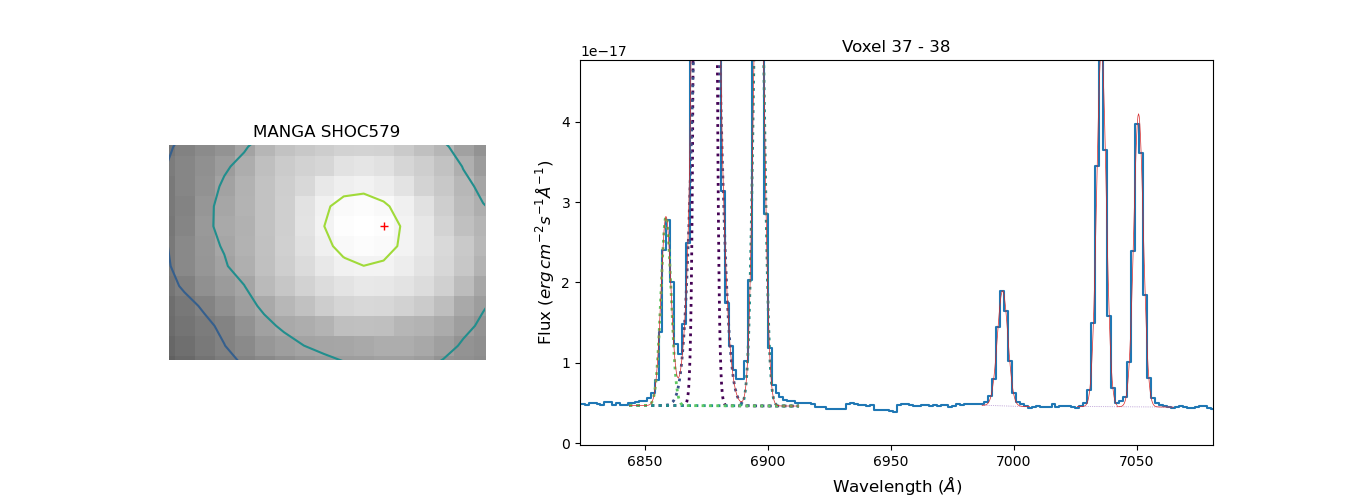 MANGA SHOC579
Voxel 37 - 38
1e−17
Flux (erg cm−2 s−1 Å−1)
4
3
2
1
0
6850 6900 6950 7000 7050
Wavelength (Å)